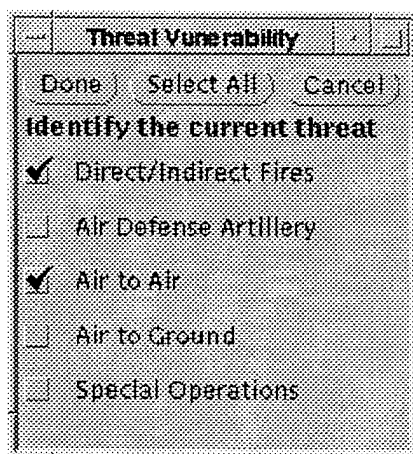 Threat Vunerability
Done Select All Cancel
Identify the current threat
Direct/Indirect Fires
Air Defense Artillery
Air to Air
Air to Ground
Special Operations